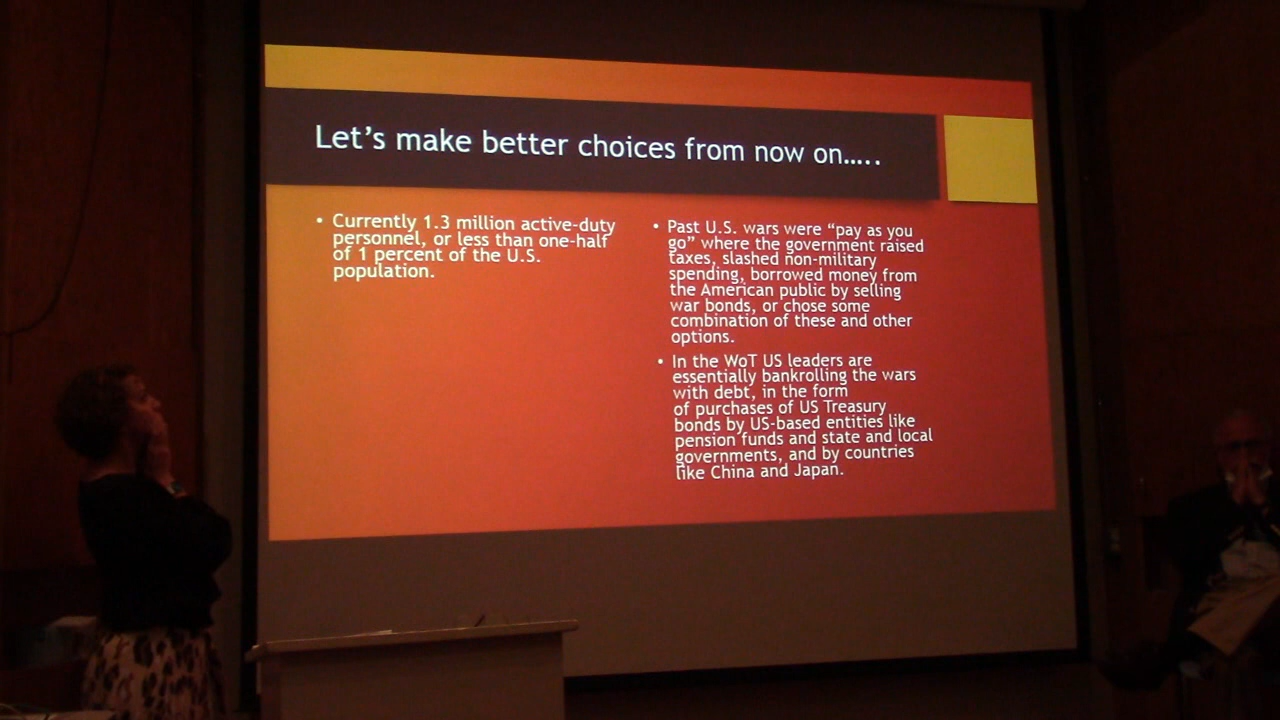 Let's make better choices from now on.....
• Currently 1.3 million active-duty
personnel, or less than one-half
of 1 percent of the U.S.
population.
• Past U.S. wars were “pay as you
go” where the government raised
taxes, slashed non-military
spending, borrowed money from
the American public by selling
war bonds, or chose some
combination of these and other
options.
• In the WoT US leaders are
essentially bankrolling the wars
with debt, in the form
of purchases of US Treasury
bonds by US-based entities like
pension funds and state and local
governments, and by countries
like China and Japan.